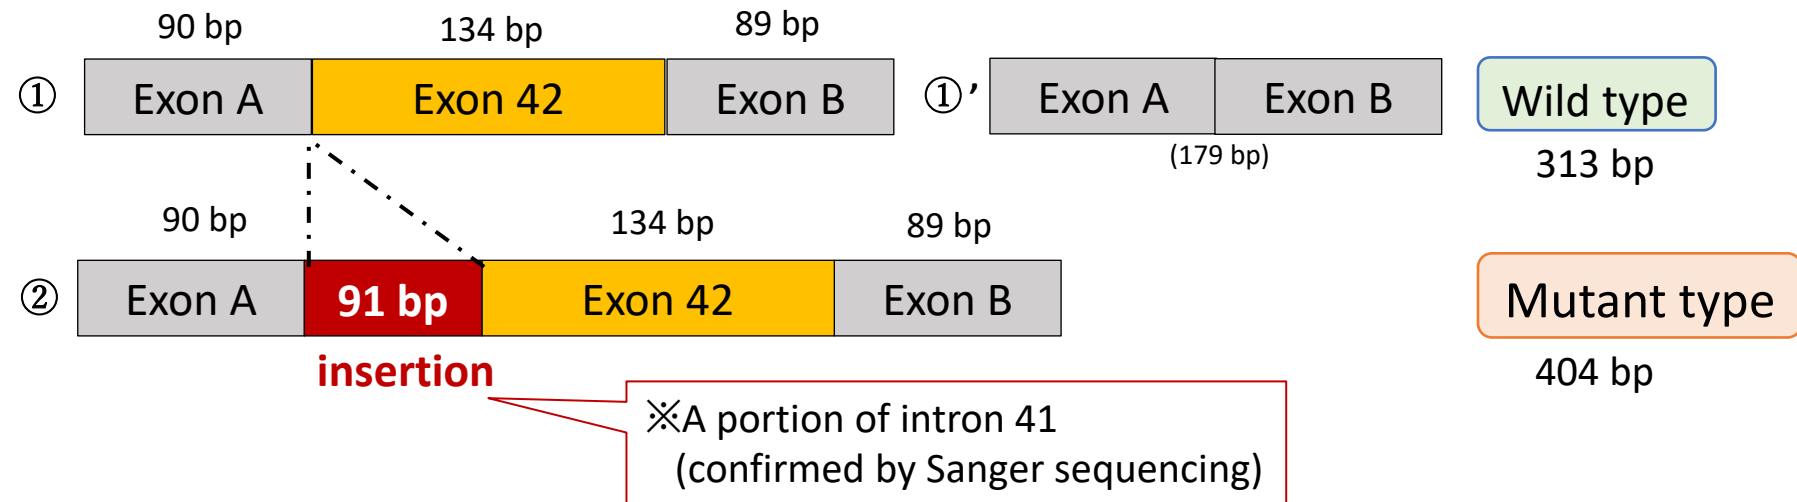 90 bp 134 bp 89 bp
① Exon A Exon 42 Exon B ①’ Exon A Exon B Wild type
(179 bp)
313 bp
90 bp 134 bp 89 bp
② Exon A 91 bp Exon 42 Exon B Mutant type
insertion
404 bp
※A portion of intron 41
(confirmed by Sanger sequencing)